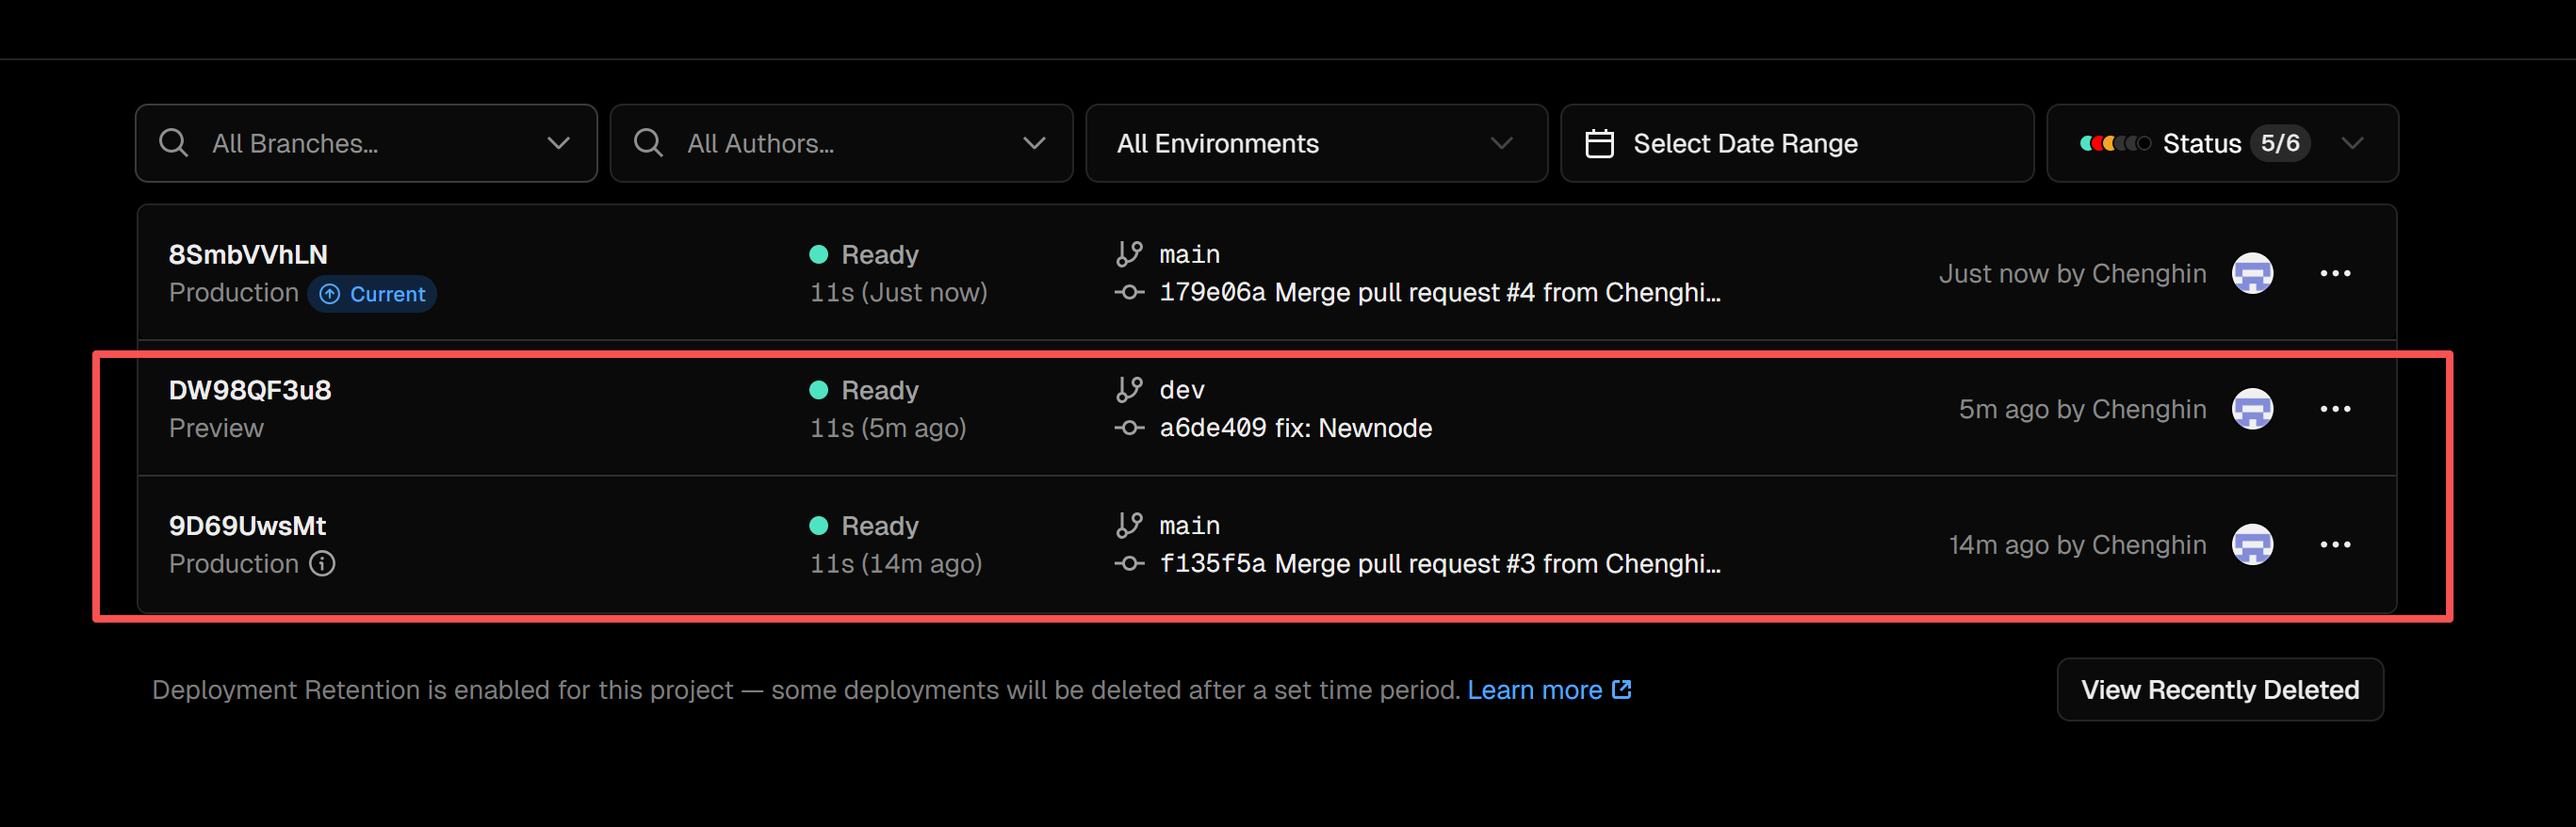 All Branches...
All Authors...
All Environments
Select Date Range
Status 5/6
8SmbVVhLN
Production Current
Ready
11s (Just now)
main
179e06a Merge pull request #4 from Chenghi...
Just now by Chenghin
DW98QF3u8
Preview
Ready
11s (5m ago)
dev
a6de409 fix: Newnode
5m ago by Chenghin
9D69UwsMt
Production
Ready
11s (14m ago)
main
f135f5a Merge pull request #3 from Chenghi...
14m ago by Chenghin
Deployment Retention is enabled for this project — some deployments will be deleted after a set time period. Learn more
View Recently Deleted